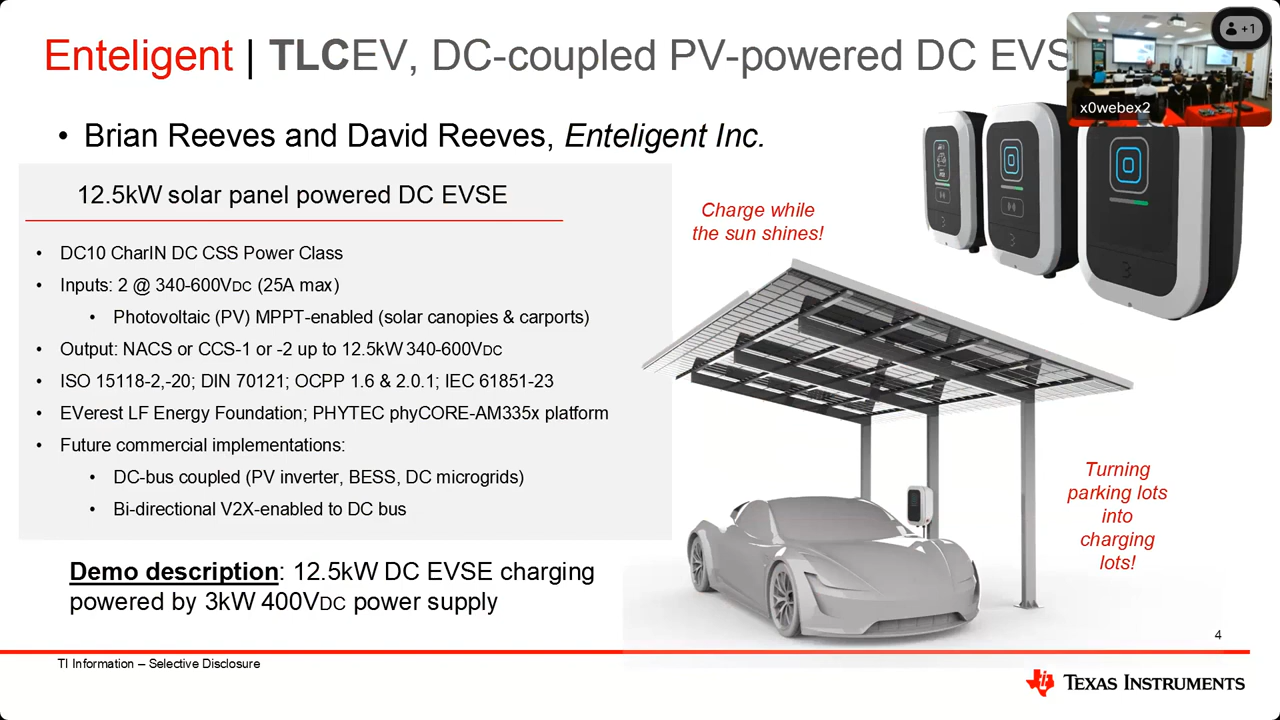 Enteligent | TLCEV, DC-coupled PV-powered DC EVS
+1
x0webex2
• Brian Reeves and David Reeves, Enteligent Inc.
12.5kW solar panel powered DC EVSE
• DC10 CharIN DC CSS Power Class
• Inputs: 2 @ 340-600VDC (25A max)
• Photovoltaic (PV) MPPT-enabled (solar canopies & carports)
• Output: NACS or CCS-1 or -2 up to 12.5kW 340-600VDC
• ISO 15118-2,-20; DIN 70121; OCPP 1.6 & 2.0.1; IEC 61851-23
• EVerest LF Energy Foundation; PHYTEC phyCORE-AM335x platform
• Future commercial implementations:
• DC-bus coupled (PV inverter, BESS, DC microgrids)
• Bi-directional V2X-enabled to DC bus
Demo description: 12.5kW DC EVSE charging
powered by 3kW 400VDC power supply
Charge while
the sun shines!
Turning
parking lots
into
charging
lots!
4
TI Information – Selective Disclosure
TEXAS INSTRUMENTS